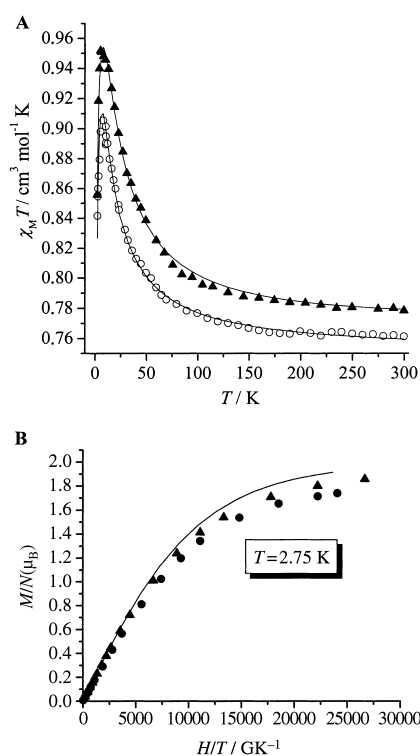 A
0.96
0.94
0.92
0.90
0.88
0.86
0.84
0.82
0.80
0.78
0.76
χ_M T / cm³ mol⁻¹ K
0 50 100 150 200 250 300
T / K
B
2.0
1.8
1.6
1.4
1.2
1.0
0.8
0.6
0.4
0.2
0.0
M/N(μ_B)
T = 2.75 K
0 5000 10000 15000 20000 25000 30000
H/T / GK⁻¹